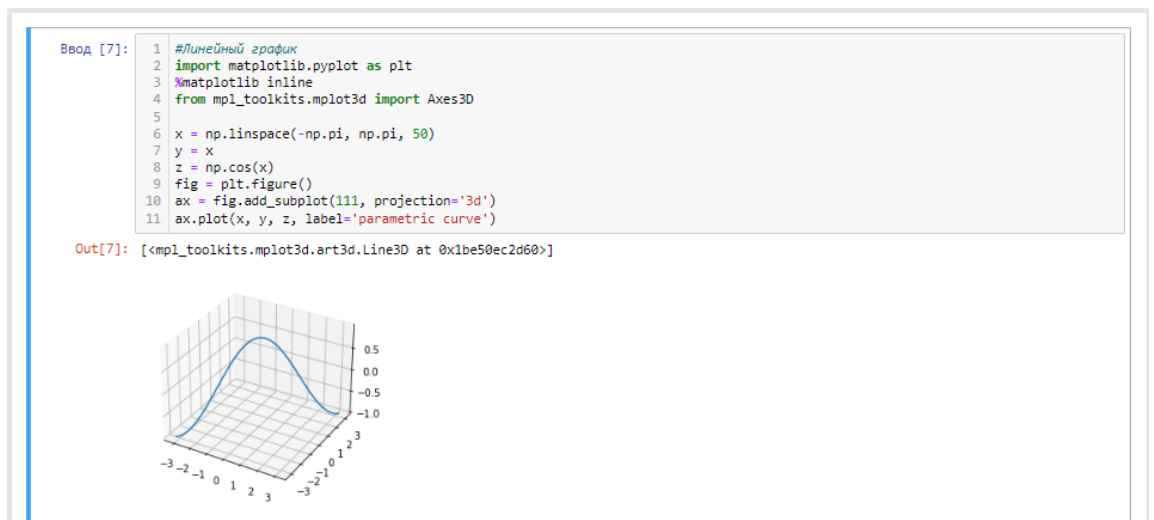 Ввод [7]:
1 #Линейный график
2 import matplotlib.pyplot as plt
3 %matplotlib inline
4 from mpl_toolkits.mplot3d import Axes3D
5
6 x = np.linspace(-np.pi, np.pi, 50)
7 y = x
8 z = np.cos(x)
9 fig = plt.figure()
10 ax = fig.add_subplot(111, projection='3d')
11 ax.plot(x, y, z, label='parametric curve')
Out[7]: [<mpl_toolkits.mplot3d.art3d.Line3D at 0x1be50ec2d60>]
0.5
0.0
−0.5
−1.0
−3 −2 −1 0 1 2 3
−3 −2 −1 0 1 2 3